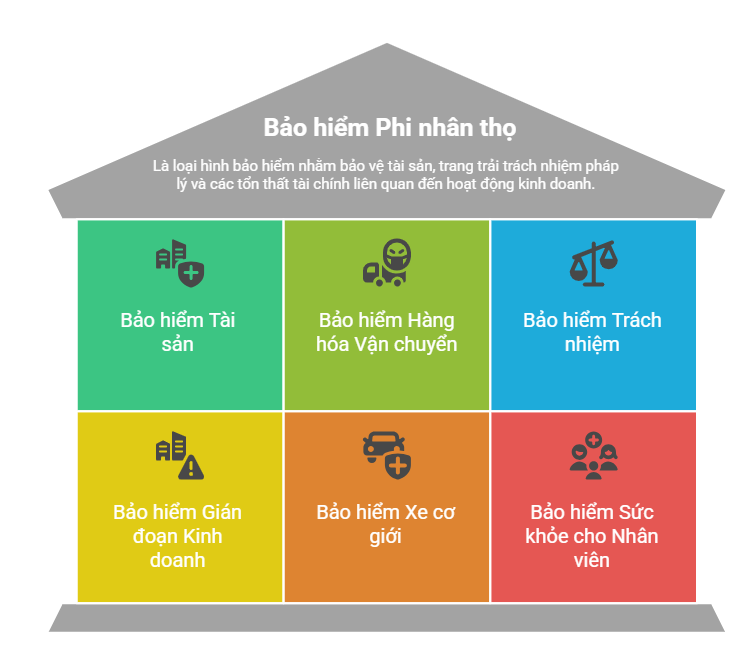 Bảo hiểm Phi nhân thọ
Là loại hình bảo hiểm nhằm bảo vệ tài sản, trang trải trách nhiệm pháp
lý và các tổn thất tài chính liên quan đến hoạt động kinh doanh.
Bảo hiểm Tài
sản
Bảo hiểm Hàng
hóa Vận chuyển
Bảo hiểm Trách
nhiệm
Bảo hiểm Gián
đoạn Kinh
doanh
Bảo hiểm Xe cơ
giới
Bảo hiểm Sức
khỏe cho Nhân
viên